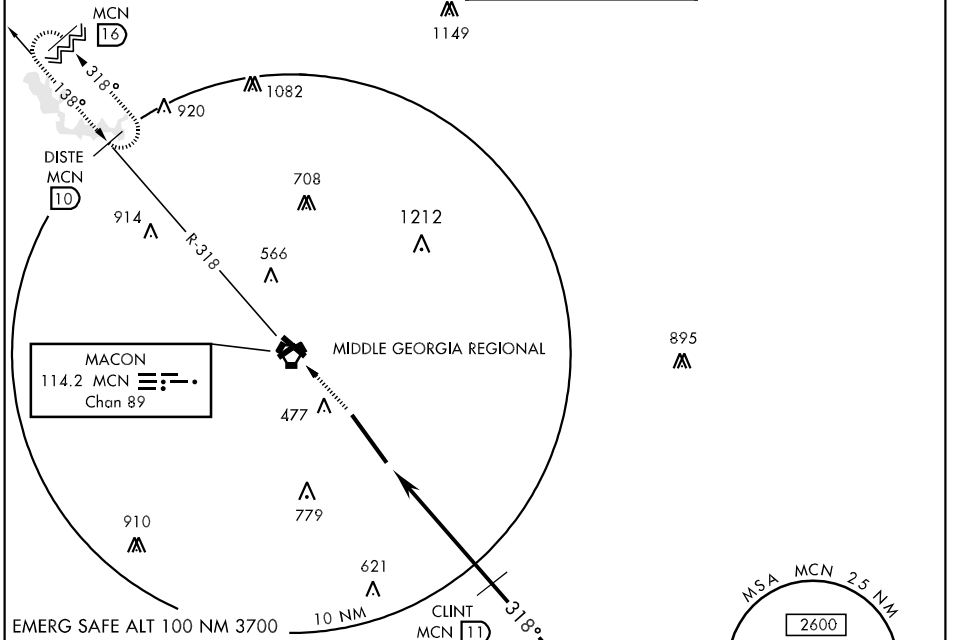 MCN
16
1149
318°
138°
920
1082
DISTE
MCN
10
708
914
1212
R-318
566
MIDDLE GEORGIA REGIONAL
895
MACON
114.2 MCN
Chan 89
477
779
910
621
MSA MCN 25 NM
2600
EMERG SAFE ALT 100 NM 3700
10 NM
CLINT
MCN 11
318°